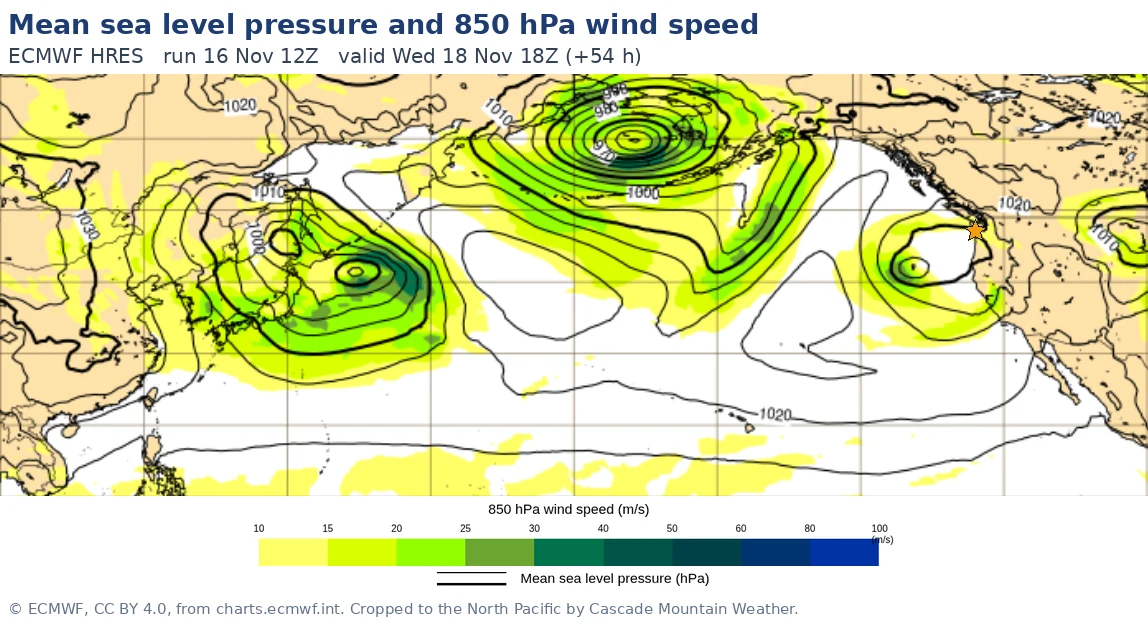 Mean sea level pressure and 850 hPa wind speed
ECMWF HRES run 16 Nov 12Z valid Wed 18 Nov 18Z (+54 h)
1020
1010
990
980
970
1020
1010
1000
1000
1030
1020
1010
1020
850 hPa wind speed (m/s)
10 15 20 25 30 40 50 60 80 100
(m/s)
Mean sea level pressure (hPa)
© ECMWF, CC BY 4.0, from charts.ecmwf.int. Cropped to the North Pacific by Cascade Mountain Weather.